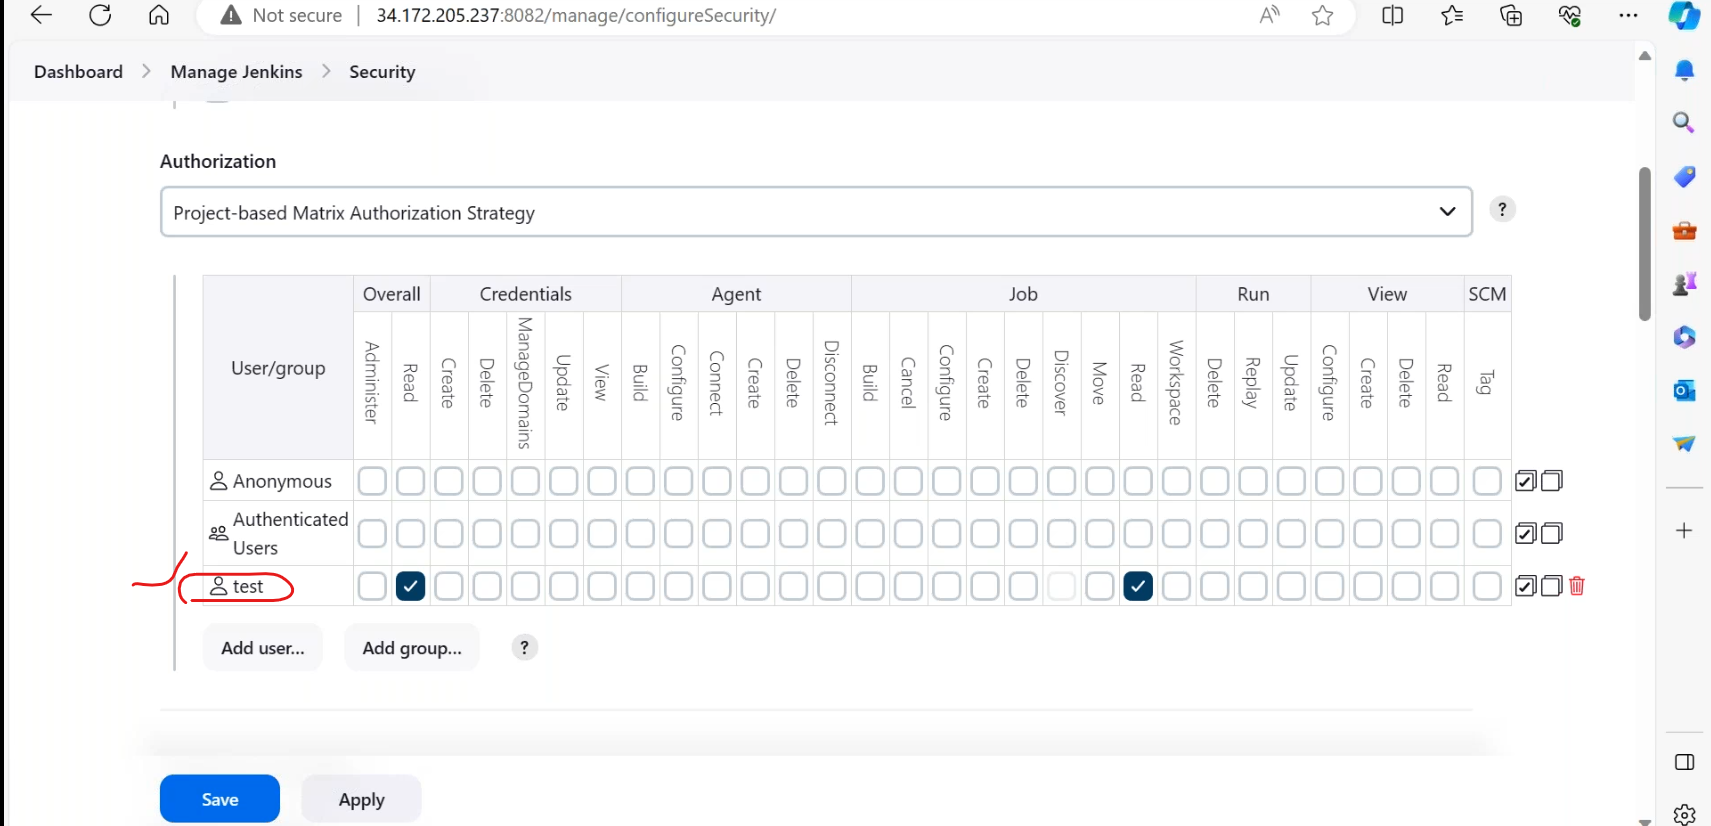 Not secure | 34.172.205.237:8082/manage/configureSecurity/
Dashboard > Manage Jenkins > Security
Authorization
Project-based Matrix Authorization Strategy ?
User/group Overall Credentials Agent Job Run View SCM
Administer Read Create Delete ManageDomains Update View Build Configure Connect Create Delete Disconnect Build Cancel Configure Create Delete Discover Move Read Workspace Delete Replay Update Configure Create Delete Read Tag
Anonymous
Authenticated
Users
test
Add user... Add group... ?
Save Apply